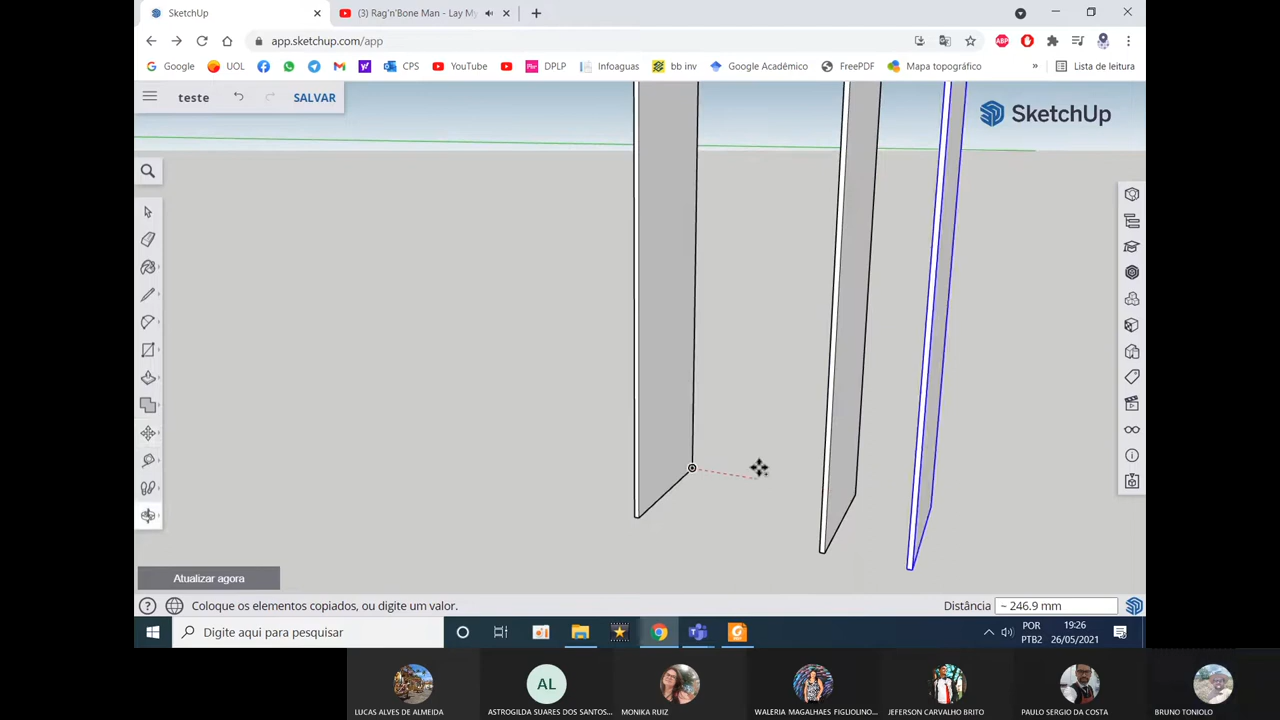 SketchUp
(3) Rag'n'Bone Man - Lay My
app.sketchup.com/app
Google
UOL
CPS
YouTube
DPLP
Infoaguas
bb inv
Google Acadêmico
FreePDF
Mapa topográfico
»
Lista de leitura
ABP
teste
SALVAR
SketchUp
Atualizar agora
Coloque os elementos copiados, ou digite um valor.
Distância
~ 246.9 mm
Digite aqui para pesquisar
POR
PTB2
19:26
26/05/2021
AL
LUCAS ALVES DE ALMEIDA
ASTROGILDA SUARES DOS SANTOS...
MONIKA RUIZ
WALERIA MAGALHAES FIGUOLINO...
JEFERSON CARVALHO BRITO
PAULO SERGIO DA COSTA
BRUNO TONIOLO